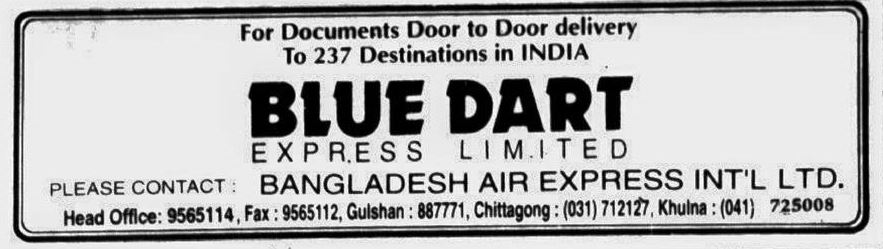 For Documents Door to Door delivery
To 237 Destinations in INDIA
BLUE DART
EXPRESS LIMITED
PLEASE CONTACT : BANGLADESH AIR EXPRESS INT'L LTD.
Head Office: 9565114, Fax : 9565112, Gulshan : 887771, Chittagong : (031) 712127, Khulna : (041) 725008